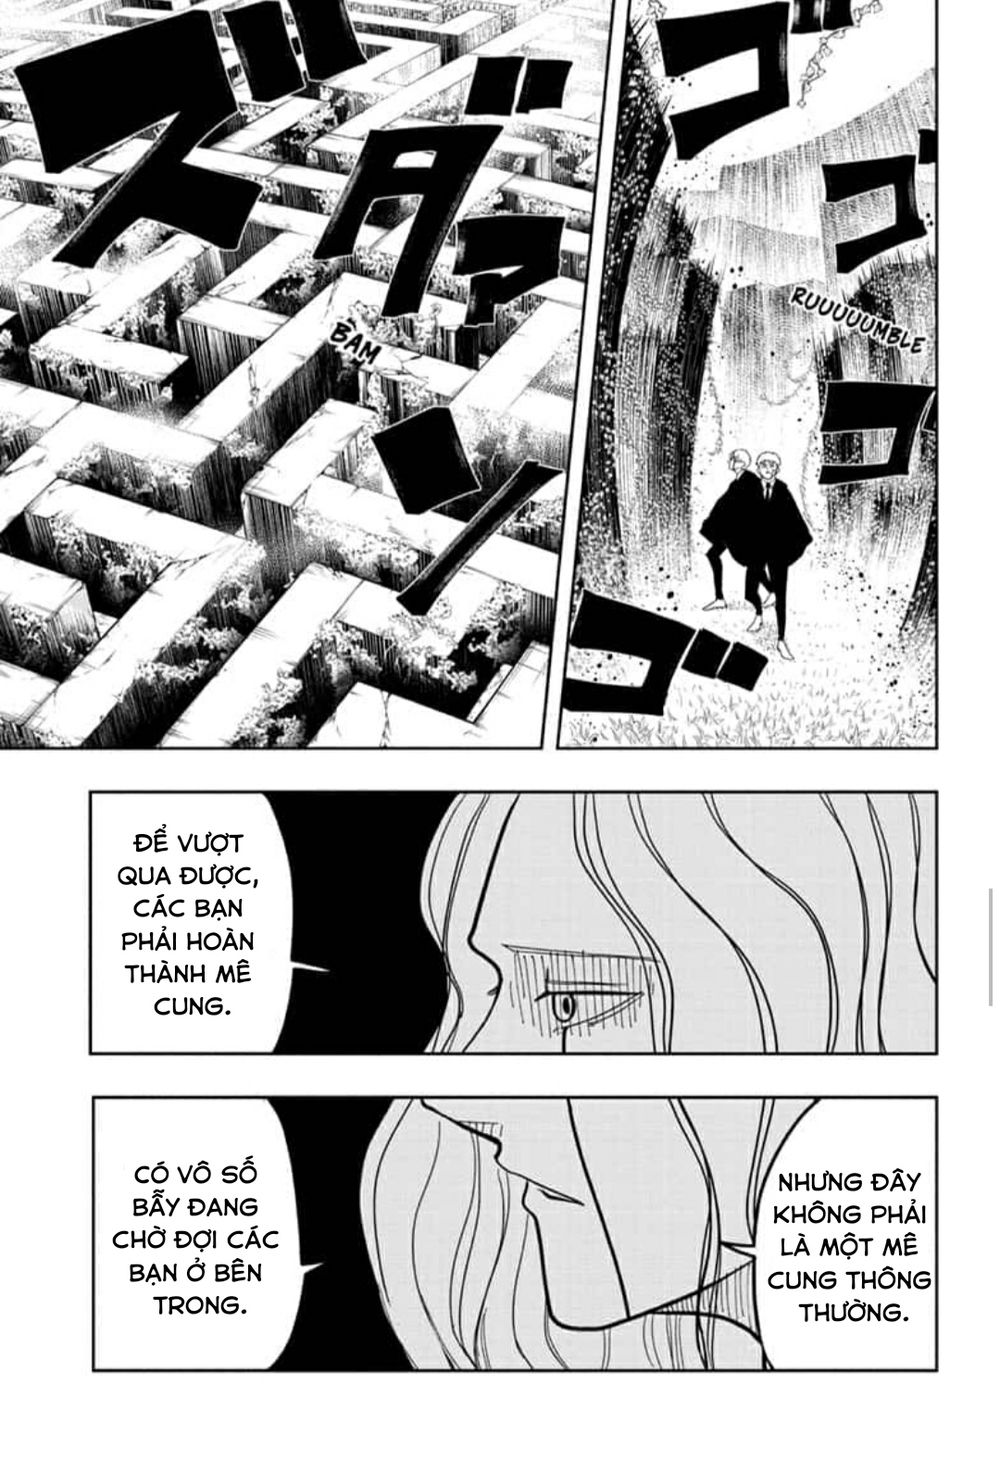 ゴゴゴゴゴ
RUUUUUMBLE
ズダァン
BÀM
ĐỂ VƯỢT
QUA ĐƯỢC,
CÁC BẠN
PHẢI HOÀN
THÀNH MÊ
CUNG.
NHƯNG ĐÂY
KHÔNG PHẢI
LÀ MỘT MÊ
CUNG THÔNG
THƯỜNG.
CÓ VÔ SỐ
BẪY ĐANG
CHỜ ĐỢI CÁC
BẠN Ở BÊN
TRONG.